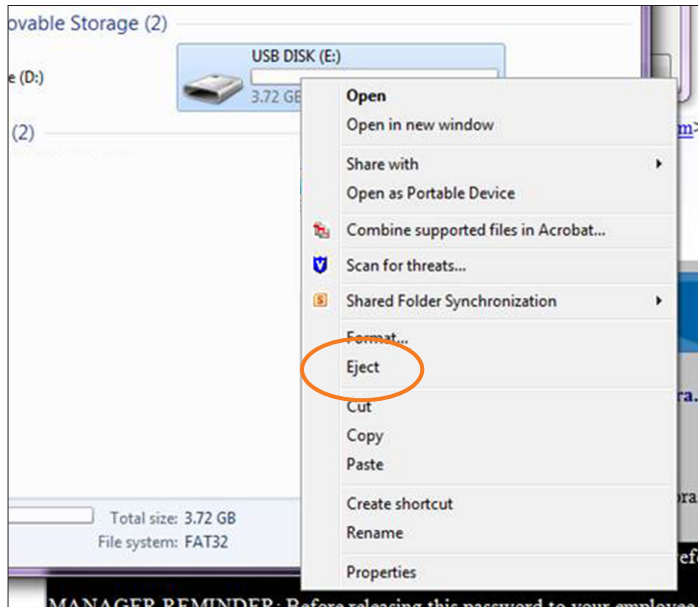 ovable Storage (2)
USB DISK (E:)
e (D:)
3.72 GB
(2)
Open
Open in new window
m>
Share with
Open as Portable Device
Combine supported files in Acrobat...
Scan for threats...
Shared Folder Synchronization
Format...
Eject
ra.
Cut
Copy
Paste
Create shortcut
ora
Total size: 3.72 GB
Rename
File system: FAT32
efo
Properties
MANAGER REMINDER: Before releasing this password to your employee